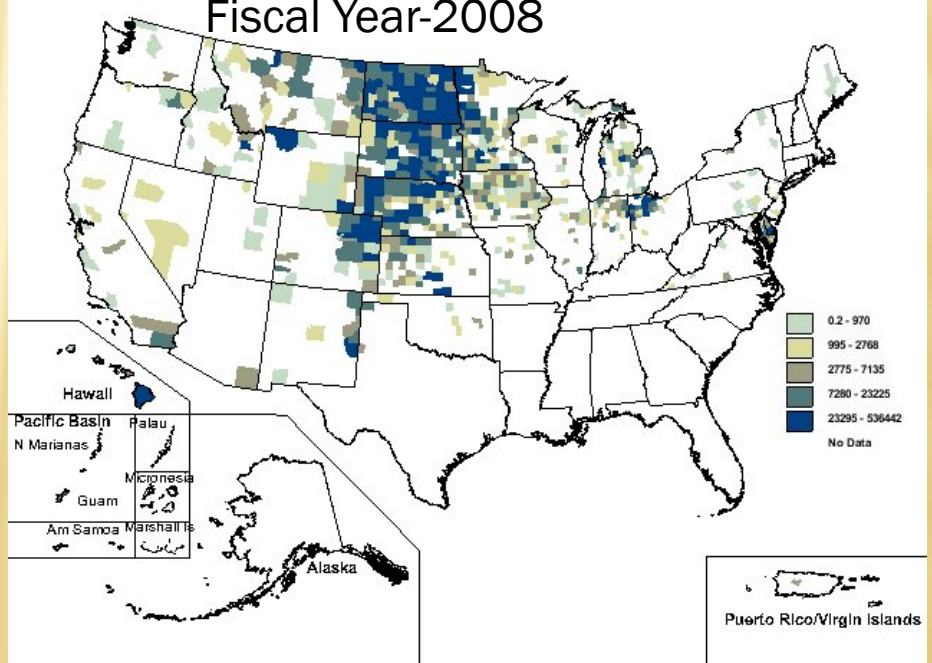 Fiscal Year-2008
0.2 - 970
995 - 2768
2775 - 7135
7280 - 23225
23295 - 536442
No Data
Hawaii
Pacific Basin
Palau
N Marianas
Micronesia
Guam
Am Samoa
Marshall Is
Alaska
Puerto Rico/Virgin Islands